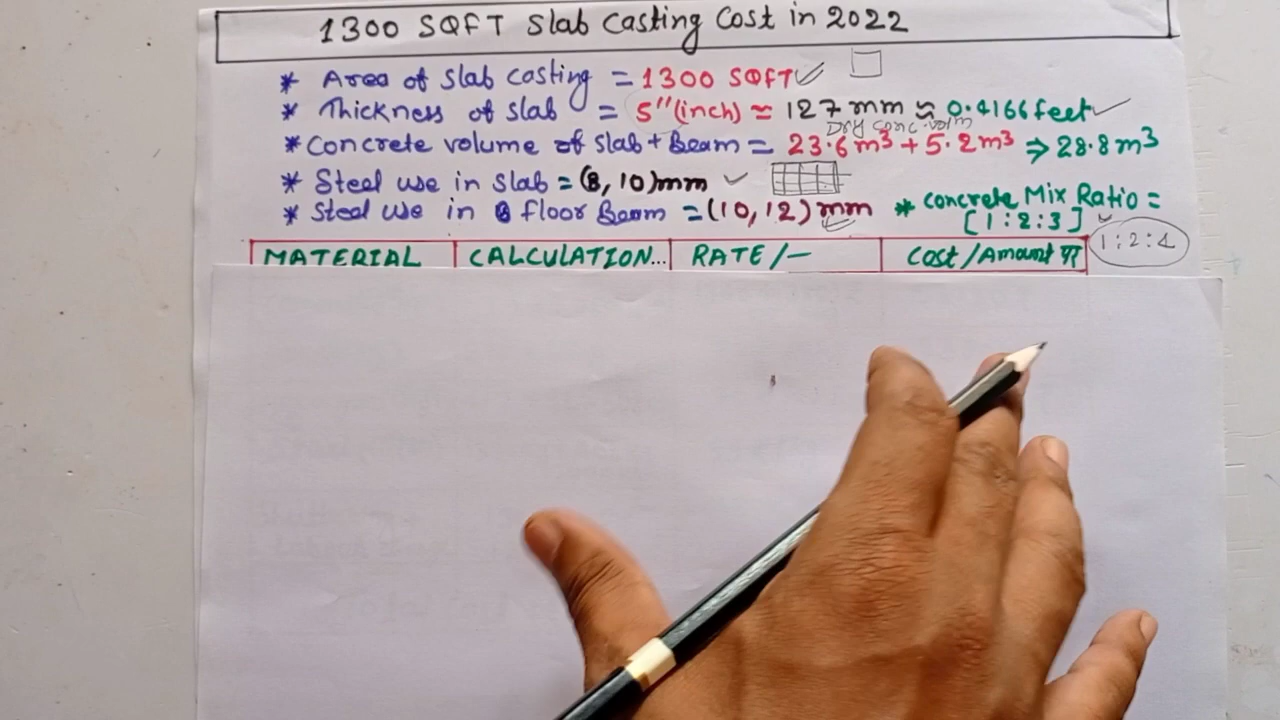 1300 SQFT Slab Casting Cost in 2022
* Area of slab casting = 1300 SQFT ✓
* Thickness of slab = 5"(inch) ≈ 127 mm ≈ 0.4166 feet ✓
Dry conc. volm
* Concrete volume of slab + Beam = 23.6 m³ + 5.2 m³ ⇒ 28.8 m³
* Steel use in slab = (8, 10) mm ✓
* Steel use in floor Beam = (10, 12) mm
* Concrete Mix Ratio =
[1:2:3]
1:2:4
MATERIAL CALCULATION... RATE/- Cost/Amount